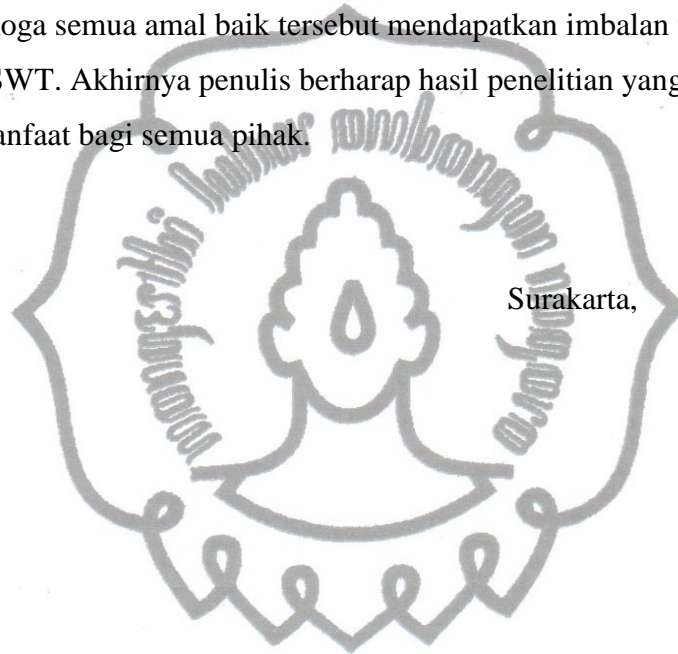 oga semua amal baik tersebut mendapatkan imbalan
SWT. Akhirnya penulis berharap hasil penelitian yang
anfaat bagi semua pihak.
Surakarta,